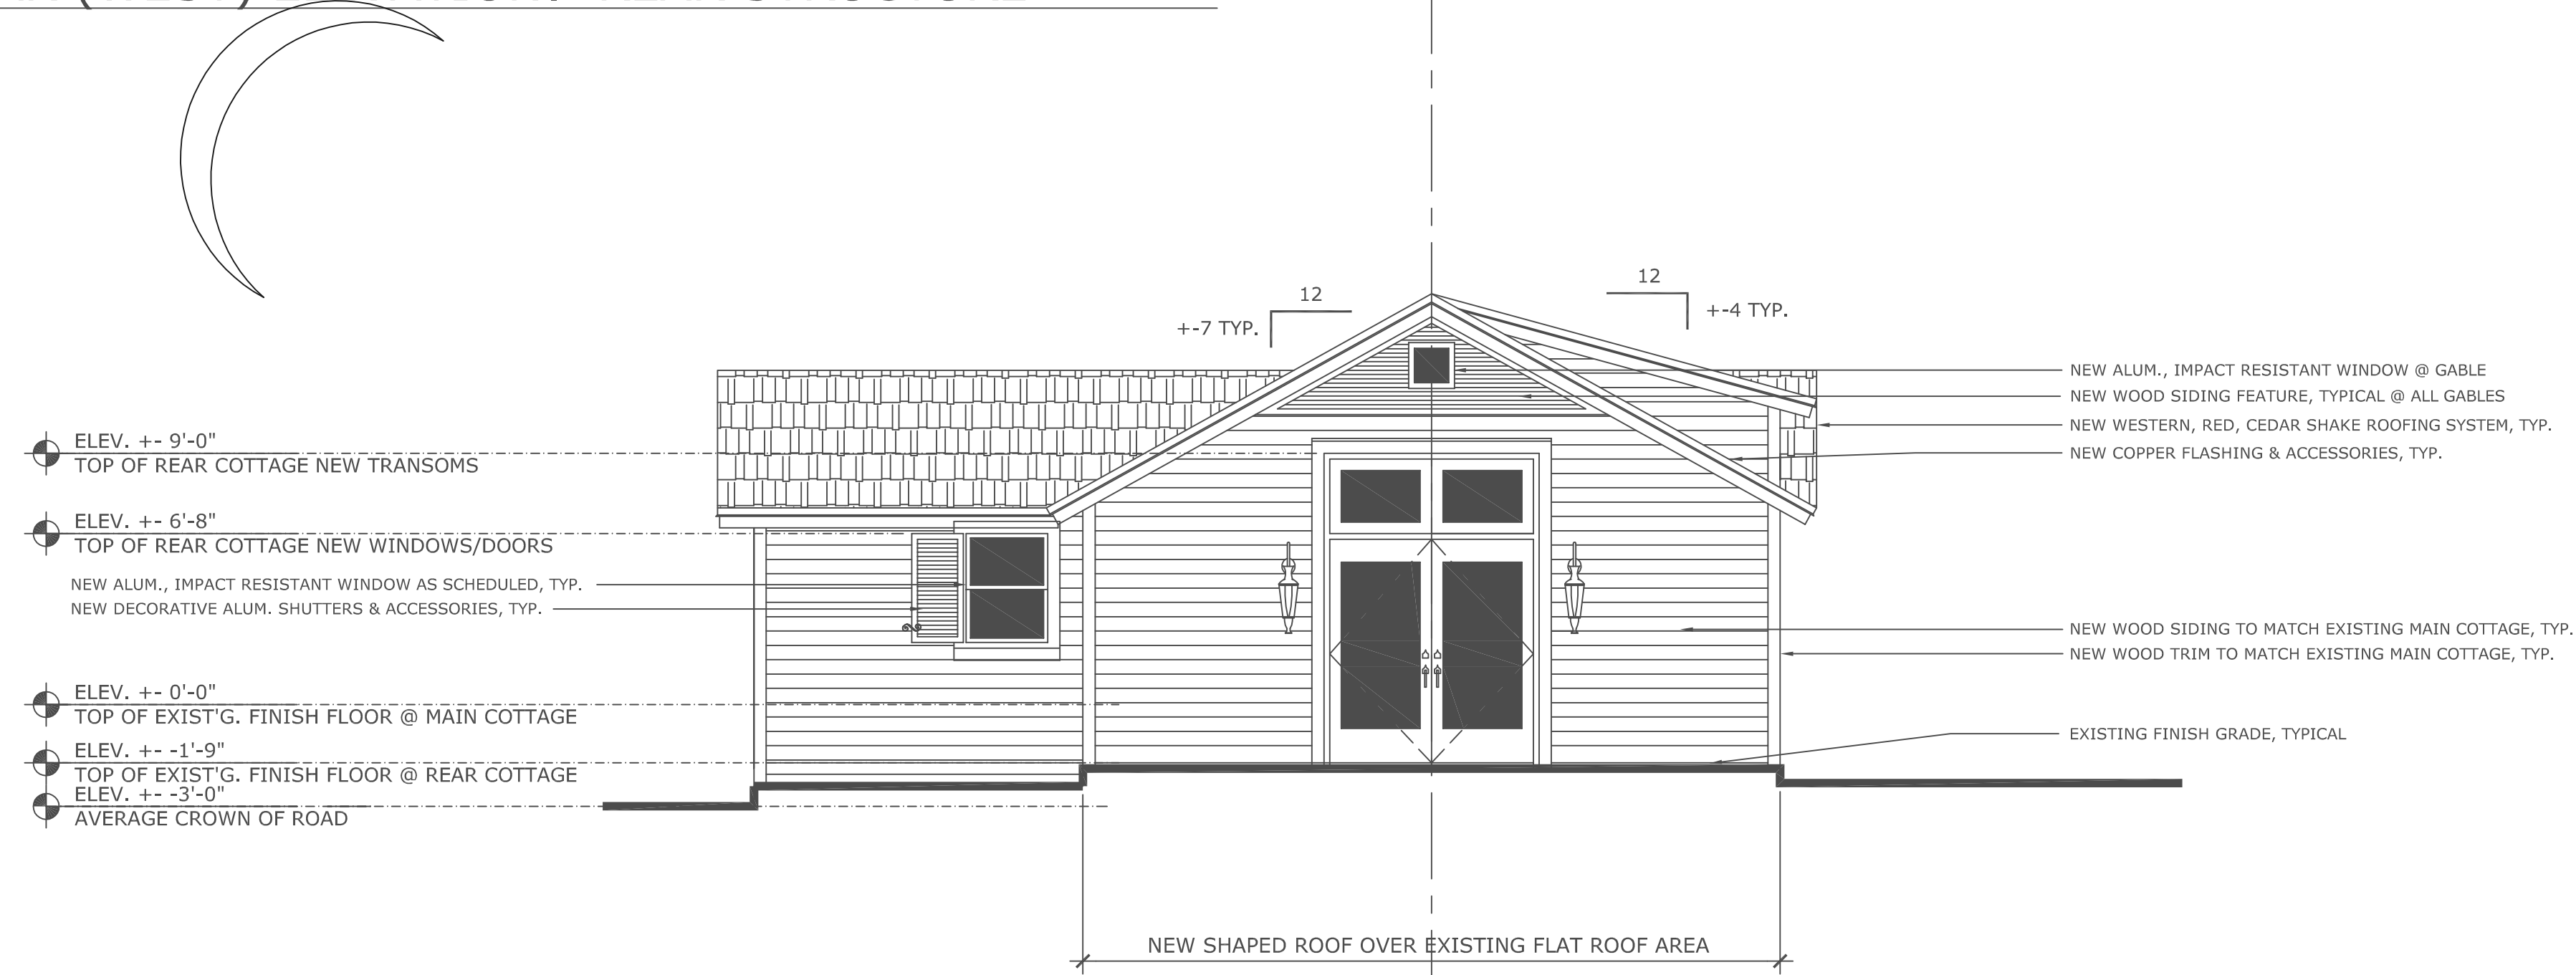 12
12
+-7 TYP.
+-4 TYP.
NEW ALUM., IMPACT RESISTANT WINDOW @ GABLE
NEW WOOD SIDING FEATURE, TYPICAL @ ALL GABLES
NEW WESTERN, RED, CEDAR SHAKE ROOFING SYSTEM, TYP.
NEW COPPER FLASHING & ACCESSORIES, TYP.
ELEV. +- 9'-0"
TOP OF REAR COTTAGE NEW TRANSOMS
ELEV. +- 6'-8"
TOP OF REAR COTTAGE NEW WINDOWS/DOORS
NEW ALUM., IMPACT RESISTANT WINDOW AS SCHEDULED, TYP.
NEW DECORATIVE ALUM. SHUTTERS & ACCESSORIES, TYP.
NEW WOOD SIDING TO MATCH EXISTING MAIN COTTAGE, TYP.
NEW WOOD TRIM TO MATCH EXISTING MAIN COTTAGE, TYP.
ELEV. +- 0'-0"
TOP OF EXIST'G. FINISH FLOOR @ MAIN COTTAGE
EXISTING FINISH GRADE, TYPICAL
ELEV. +- -1'-9"
TOP OF EXIST'G. FINISH FLOOR @ REAR COTTAGE
ELEV. +- -3'-0"
AVERAGE CROWN OF ROAD
NEW SHAPED ROOF OVER EXISTING FLAT ROOF AREA